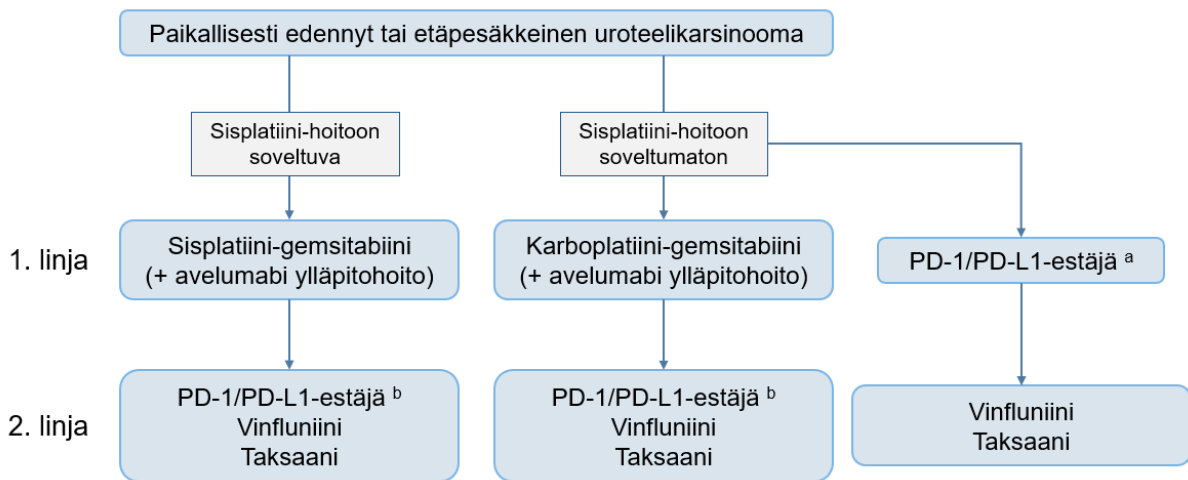 Paikallisesti edennyt tai etäpesäkkeinen uroteelikarsinooma
Sisplatiini-hoitoon
soveltuva
Sisplatiini-hoitoon
soveltumaton
1. linja
Sisplatiini-gemsitabiini
(+ avelumabi ylläpitohoito)
Karboplatiini-gemsitabiini
(+ avelumabi ylläpitohoito)
PD-1/PD-L1-estäjä ᵃ
2. linja
PD-1/PD-L1-estäjä ᵇ
Vinfluniini
Taksaani
PD-1/PD-L1-estäjä ᵇ
Vinfluniini
Taksaani
Vinfluniini
Taksaani